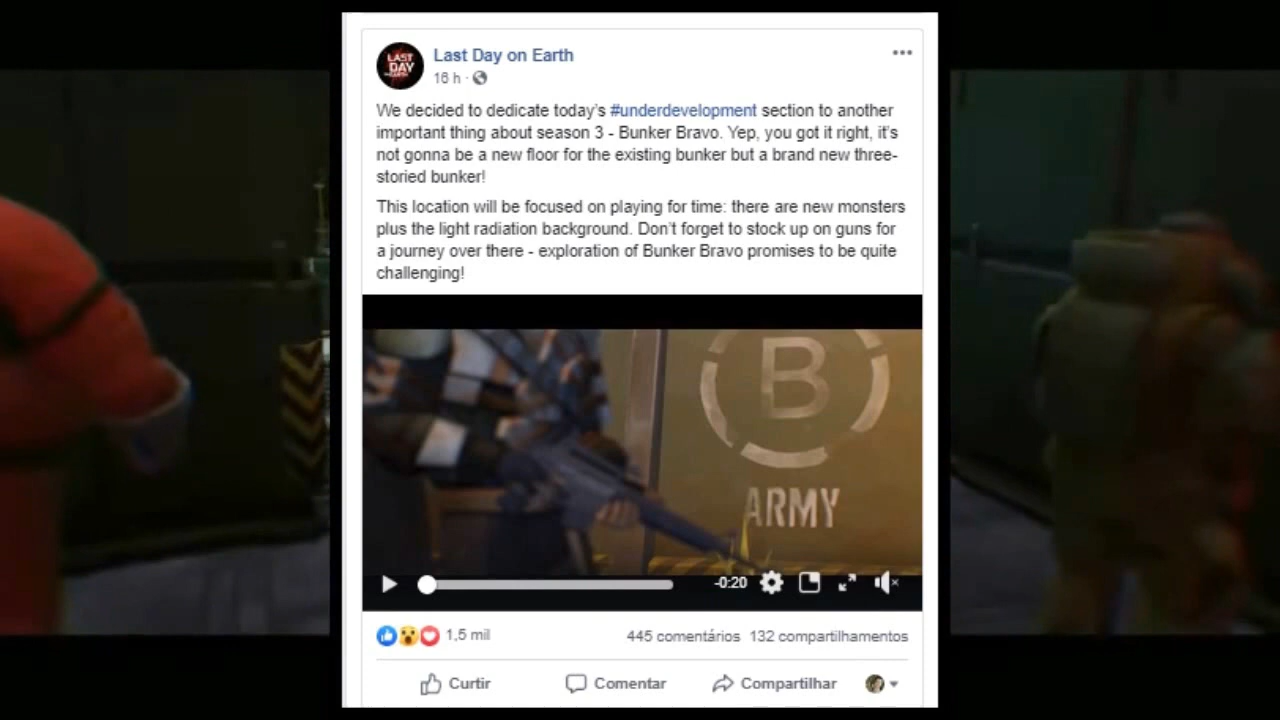 LAST
DAY
Last Day on Earth
16 h ·
We decided to dedicate today's #underdevelopment section to another
important thing about season 3 - Bunker Bravo. Yep, you got it right, it's
not gonna be a new floor for the existing bunker but a brand new three-
storied bunker!
This location will be focused on playing for time: there are new monsters
plus the light radiation background. Don't forget to stock up on guns for
a journey over there - exploration of Bunker Bravo promises to be quite
challenging!
B
ARMY
-0:20
1,5 mil
445 comentários 132 compartilhamentos
Curtir Comentar Compartilhar